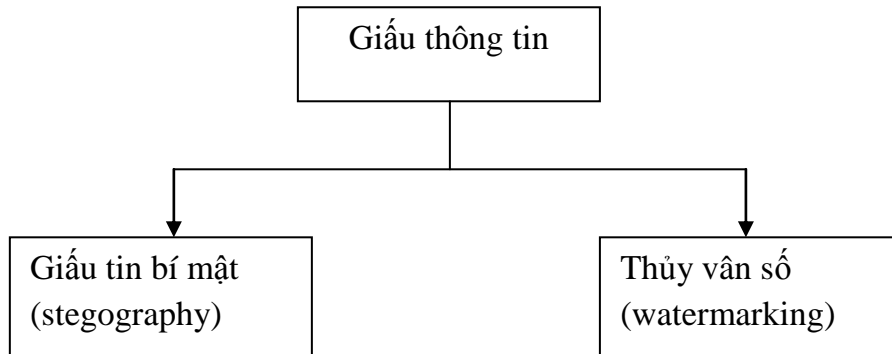 Giấu thông tin
Giấu tin bí mật
(stegography)
Thủy vân số
(watermarking)